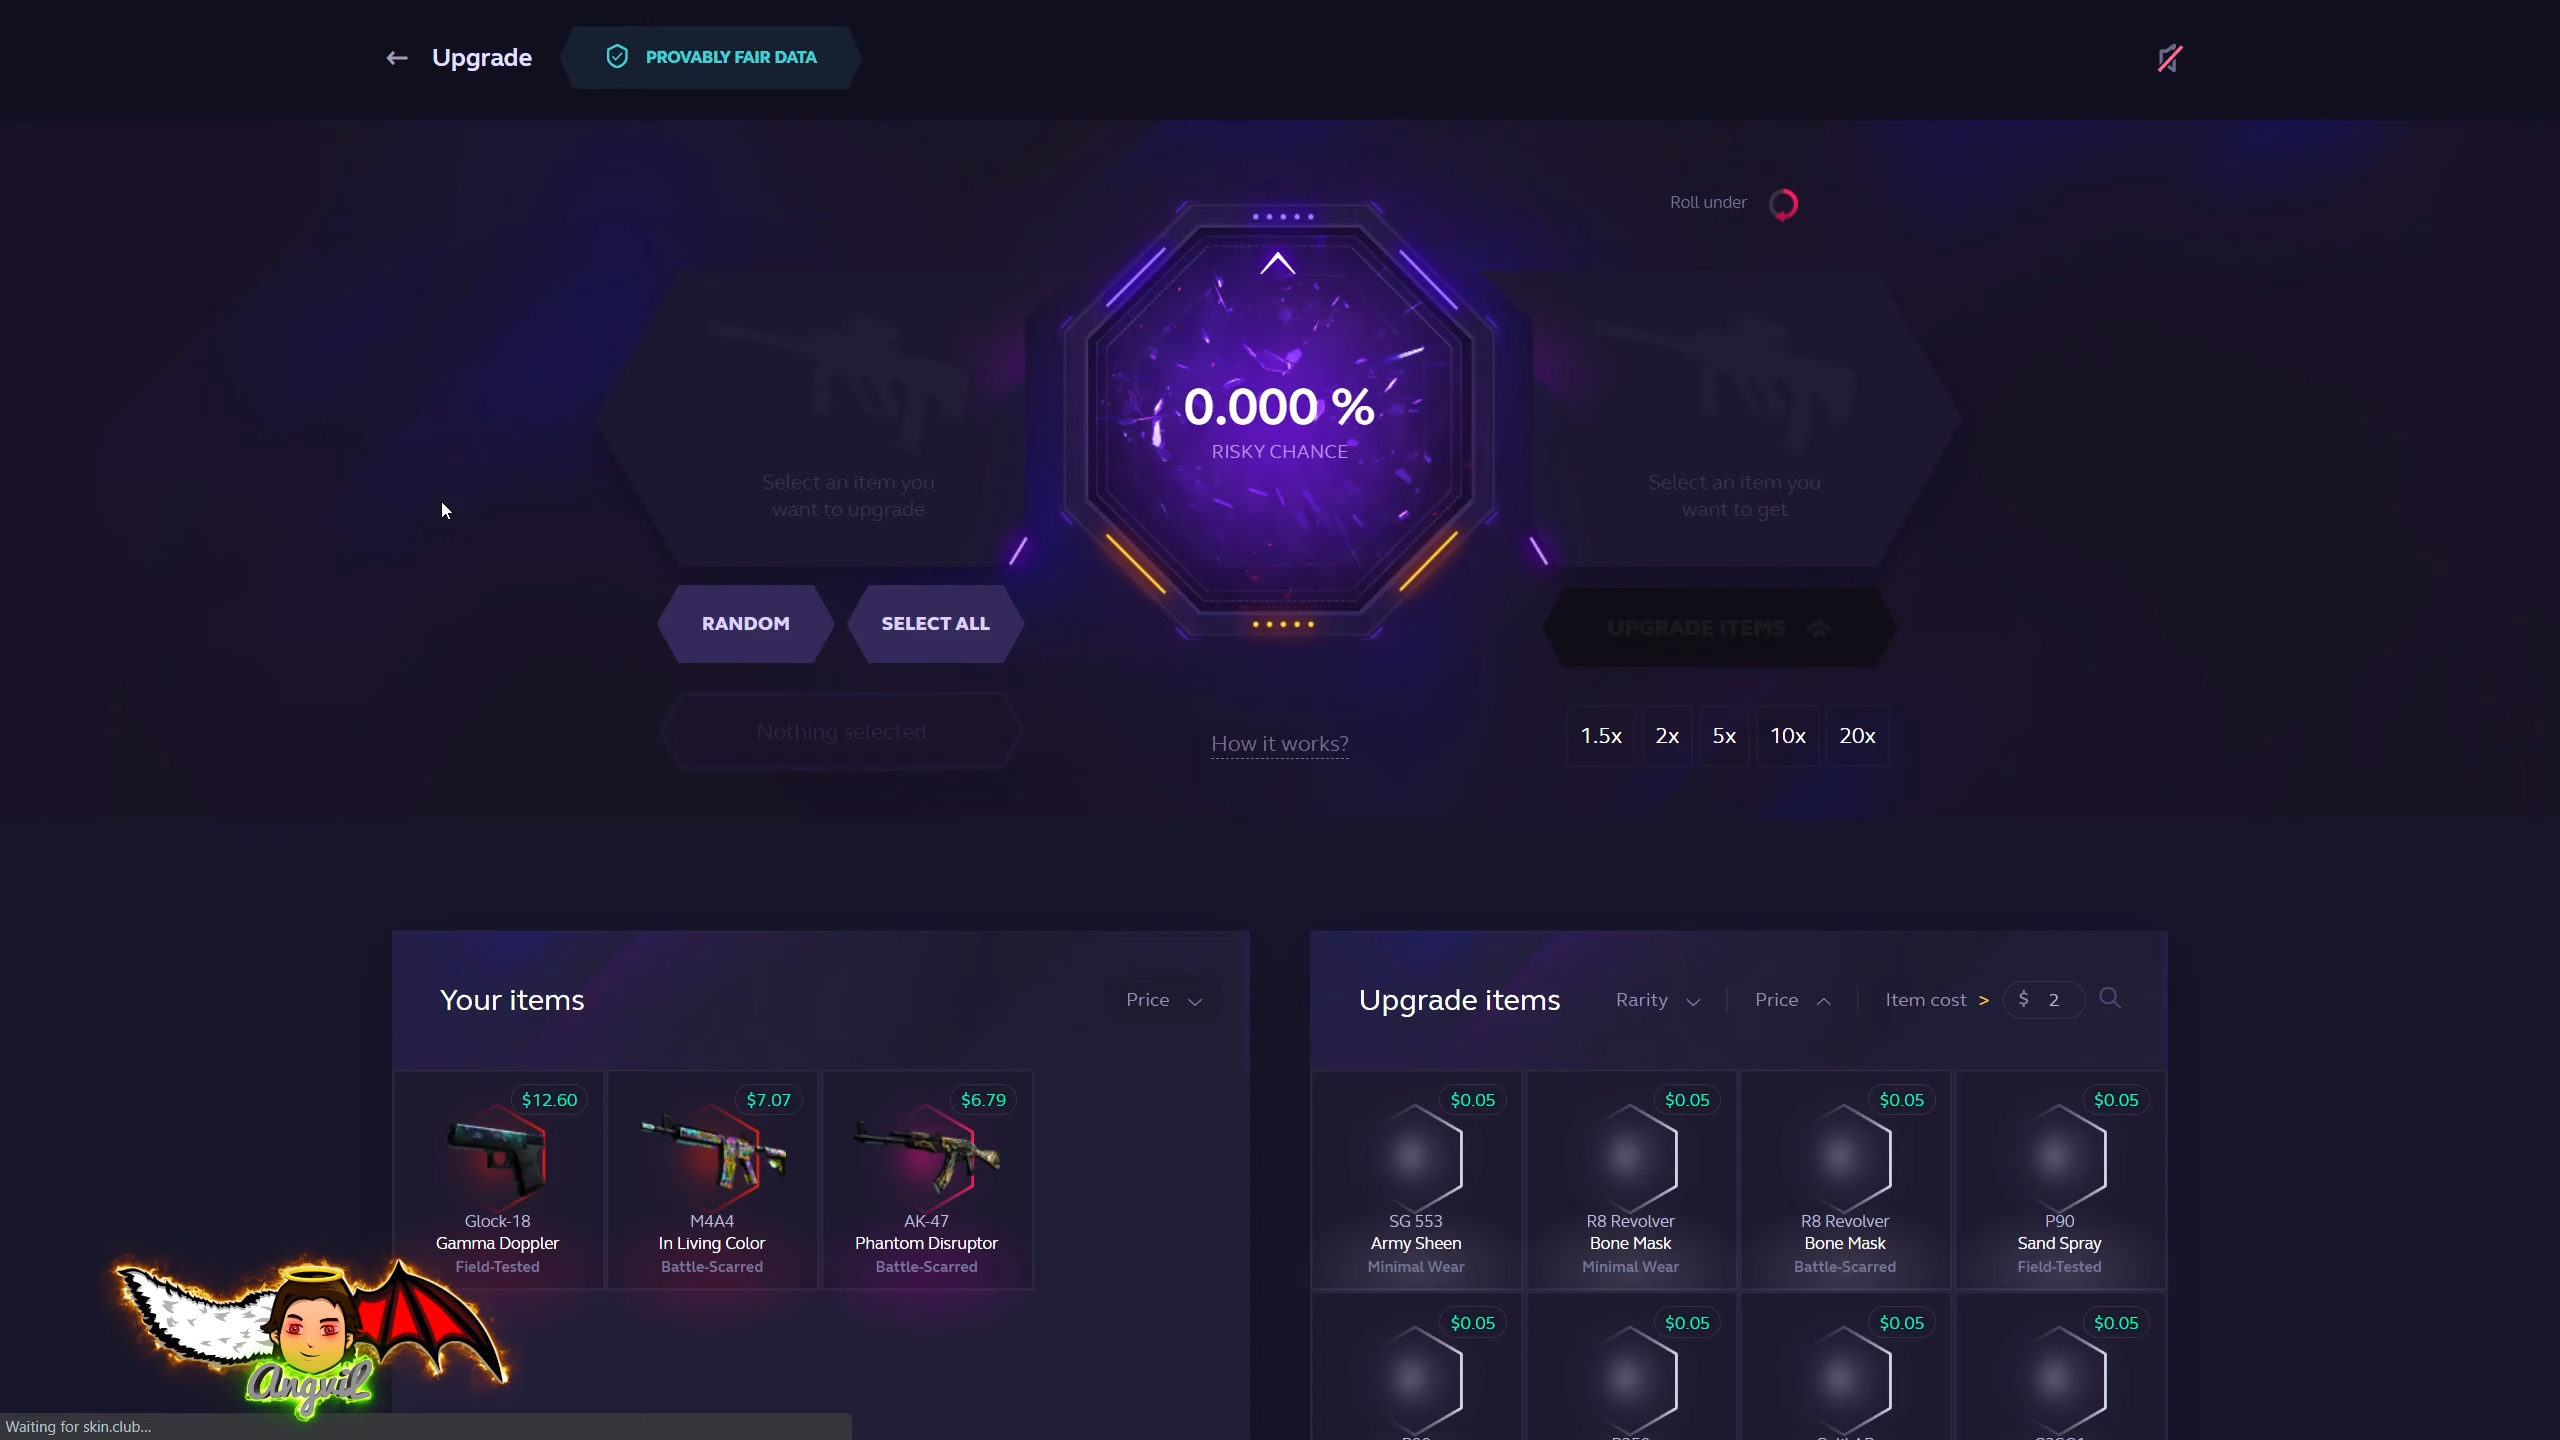 Upgrade
PROVABLY FAIR DATA
Roll under
0.000 %
RISKY CHANCE
Select an item you
want to upgrade
Select an item you
want to get
RANDOM
SELECT ALL
UPGRADE ITEMS
Nothing selected
How it works?
1.5x 2x 5x 10x 20x
Your items
Price
Upgrade items
Rarity
Price
Item cost >
$ 2
$12.60
Glock-18
Gamma Doppler
Field-Tested
$7.07
M4A4
In Living Color
Battle-Scarred
$6.79
AK-47
Phantom Disruptor
Battle-Scarred
$0.05
SG 553
Army Sheen
Minimal Wear
$0.05
R8 Revolver
Bone Mask
Minimal Wear
$0.05
R8 Revolver
Bone Mask
Battle-Scarred
$0.05
P90
Sand Spray
Field-Tested
$0.05
$0.05
$0.05
$0.05
Angvil
Waiting for skin.club...